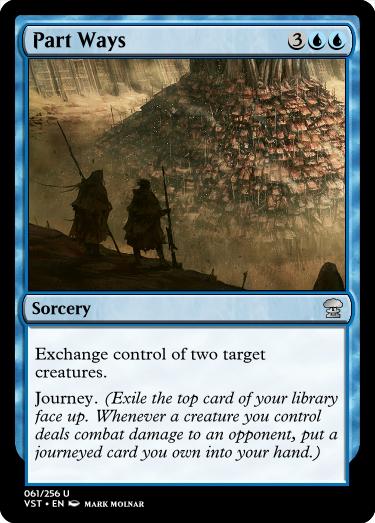 Part Ways 3
Sorcery
Exchange control of two target
creatures.
Journey. (Exile the top card of your library
face up. Whenever a creature you control
deals combat damage to an opponent, put a
journeyed card you own into your hand.)
061/256 U
VST • EN MARK MOLNAR